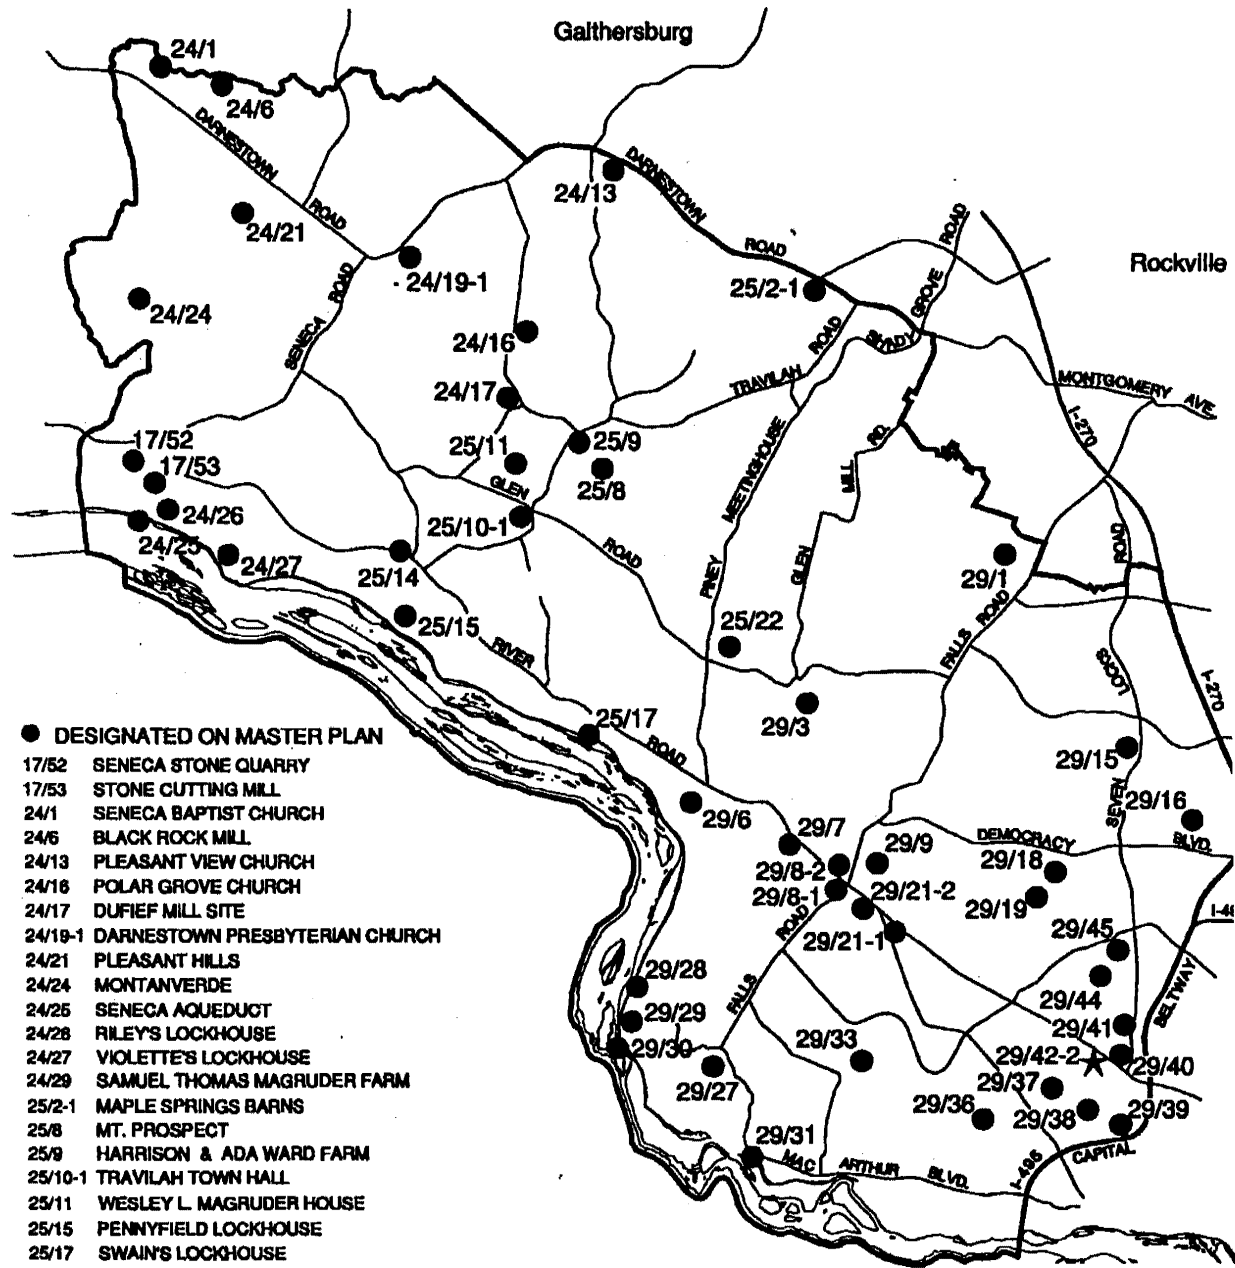 Gaithersburg
24/1
24/6
DARNESTOWN
ROAD
24/13
DARNESTOWN
ROAD
ROAD
Rockville
24/21
24/19-1
25/2-1
GROVE
SHADY
24/24
SENECA
ROAD
24/16
ROAD
TRAVILAH
MONTGOMERY AVE.
24/17
I-270
17/52
25/11
25/9
MEETINGHOUSE
RD.
17/53
GLEN
25/8
MILL
24/26
25/10-1
ROAD
ROAD
24/25
24/27
25/14
PINEY
GLEN
29/1
25/15
25/22
FALLS ROAD
RIVER
LOCKS
I-270
25/17
ROAD
29/3
29/15
29/6
SEVEN
29/16
29/7
29/9
DEMOCRACY
BLVD.
29/8-2
29/18
29/8-1
29/21-2
29/19
I-49
ROAD
29/21-1
29/45
29/28
29/44
BELTWAY
FALLS
29/29
29/41
29/30
29/33
29/42-2
29/40
29/27
29/37
29/36
29/38
29/39
29/31
MAC ARTHUR BLVD.
I-495
CAPITAL
DESIGNATED ON MASTER PLAN
17/52 SENECA STONE QUARRY
17/53 STONE CUTTING MILL
24/1 SENECA BAPTIST CHURCH
24/6 BLACK ROCK MILL
24/13 PLEASANT VIEW CHURCH
24/16 POLAR GROVE CHURCH
24/17 DUFIEF MILL SITE
24/19-1 DARNESTOWN PRESBYTERIAN CHURCH
24/21 PLEASANT HILLS
24/24 MONTANVERDE
24/25 SENECA AQUEDUCT
24/26 RILEY'S LOCKHOUSE
24/27 VIOLETTE'S LOCKHOUSE
24/29 SAMUEL THOMAS MAGRUDER FARM
25/2-1 MAPLE SPRINGS BARNS
25/8 MT. PROSPECT
25/9 HARRISON & ADA WARD FARM
25/10-1 TRAVILAH TOWN HALL
25/11 WESLEY L. MAGRUDER HOUSE
25/15 PENNYFIELD LOCKHOUSE
25/17 SWAIN'S LOCKHOUSE